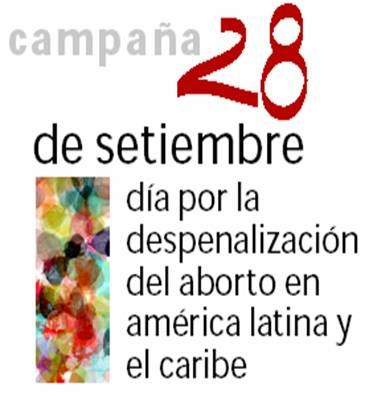 campaña
28
de setiembre
día por la
despenalización
del aborto en
américa latina y
el caribe